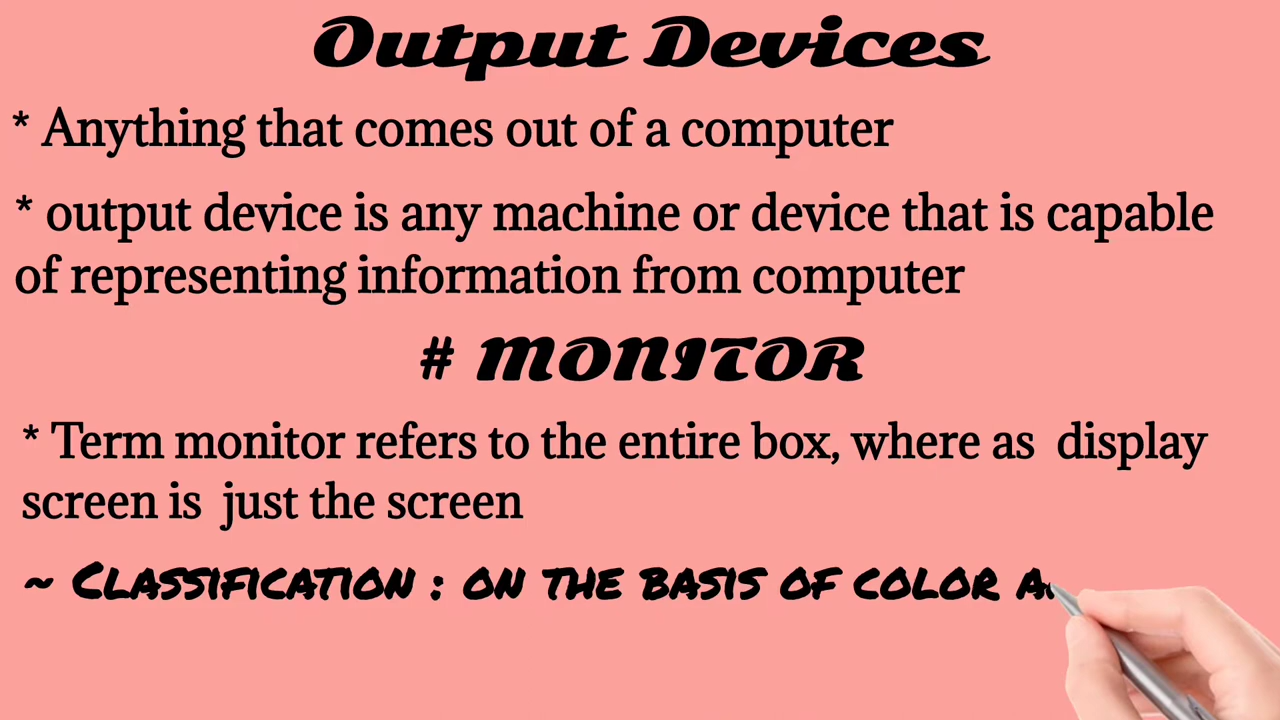 Output Devices
* Anything that comes out of a computer
* output device is any machine or device that is capable
of representing information from computer
# MONITOR
* Term monitor refers to the entire box, where as display
screen is just the screen
~ Classification : on the basis of color